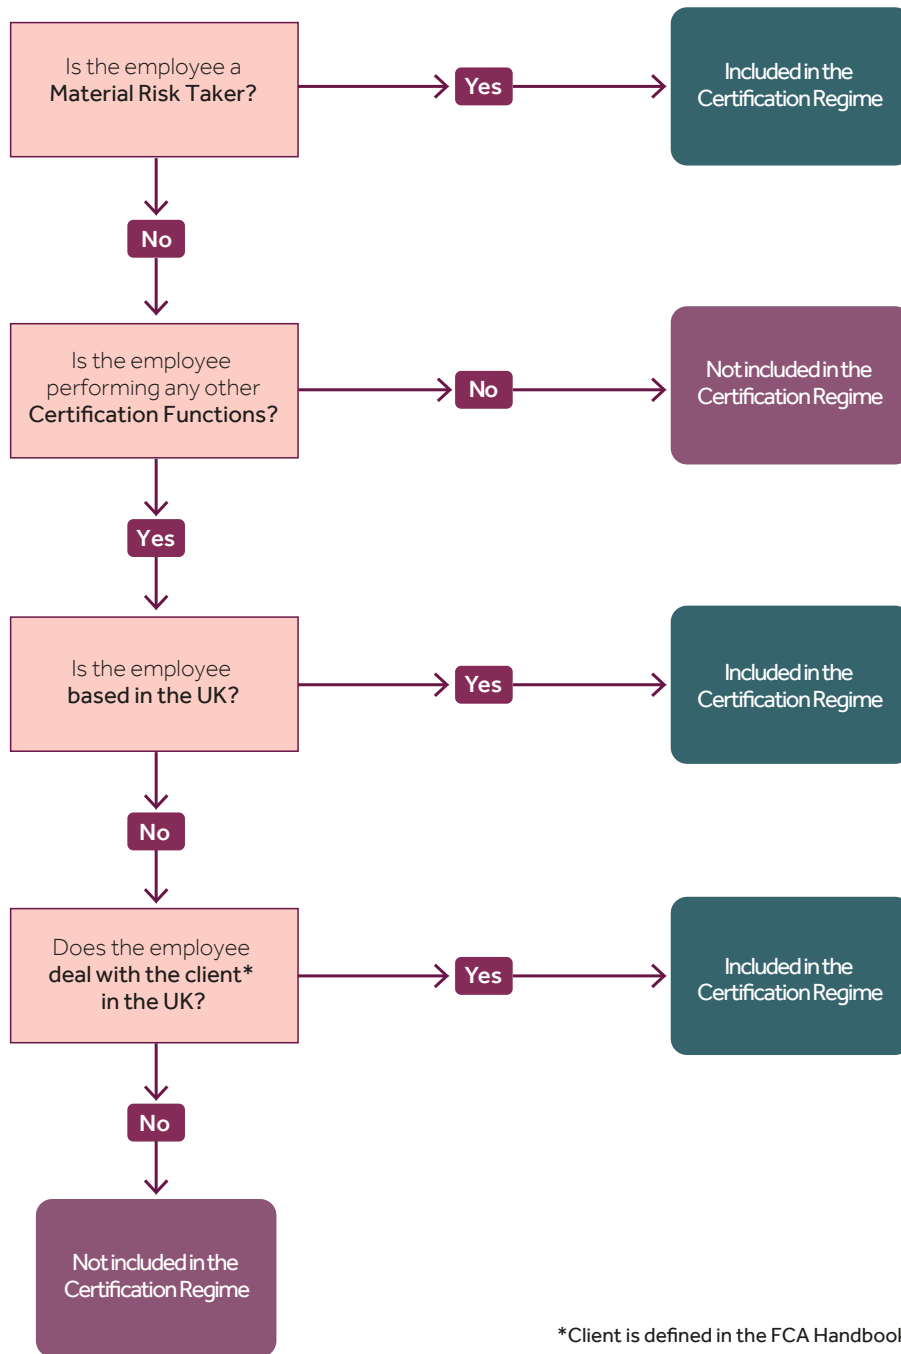 Is the employee a
Material Risk Taker?
Yes
Included in the
Certification Regime
No
Is the employee
performing any other
Certification Functions?
No
Not included in the
Certification Regime
Yes
Is the employee
based in the UK?
Yes
Included in the
Certification Regime
No
Does the employee
deal with the client*
in the UK?
Yes
Included in the
Certification Regime
No
Not included in the
Certification Regime
*Client is defined in the FCA Handbook